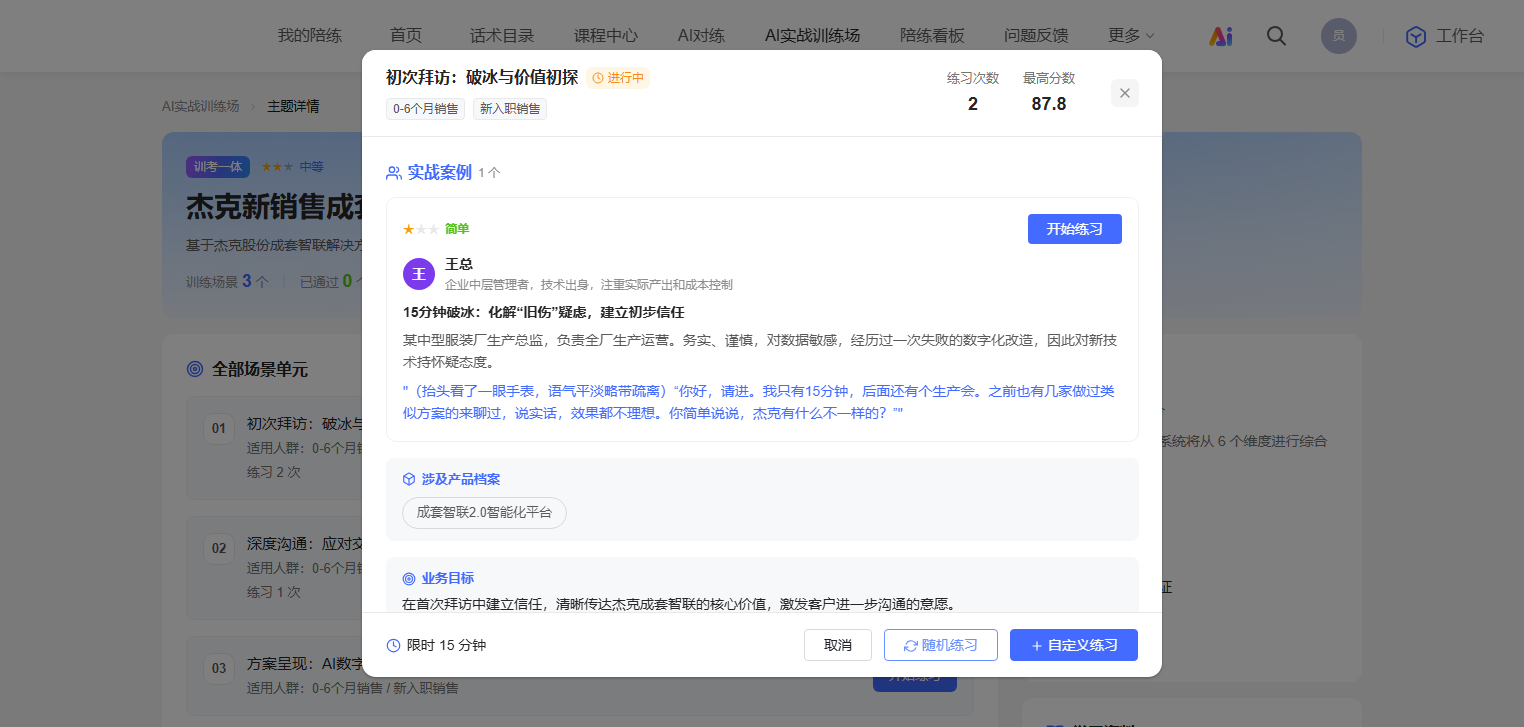 我的陪练 首页 话术目录 课程中心 AI对练 AI实战训练场 陪练看板 问题反馈 更多 Ai 员 工作台
AI实战训练场 > 主题详情
训考一体 中等
杰克新销售成套
基于杰克股份成套智联解决方
训练场景 3 个 已通过 0
全部场景单元
01
初次拜访：破冰与
适用人群：0-6个月销
练习 2 次
02
深度沟通：应对交
适用人群：0-6个月销
练习 1 次
03
方案呈现：AI数字
适用人群：0-6个月销售 / 新入职销售
开始练习
系统将从 6 个维度进行综合
证
初次拜访：破冰与价值初探 进行中
0-6个月销售 新入职销售
练习次数 最高分数
2 87.8
实战案例 1 个
简单 开始练习
王 王总
企业中层管理者，技术出身，注重实际产出和成本控制
15分钟破冰：化解“旧伤”疑虑，建立初步信任
某中型服装厂生产总监，负责全厂生产运营。务实、谨慎，对数据敏感，经历过一次失败的数字化改造，因此对新技
术持怀疑态度。
"（抬头看了一眼手表，语气平淡略带疏离）“你好，请进。我只有15分钟，后面还有个生产会。之前也有几家做过类
似方案的来聊过，说实话，效果都不理想。你简单说说，杰克有什么不一样的？”"
涉及产品档案
成套智联2.0智能化平台
业务目标
在首次拜访中建立信任，清晰传达杰克成套智联的核心价值，激发客户进一步沟通的意愿。
限时 15 分钟 取消 随机练习 + 自定义练习